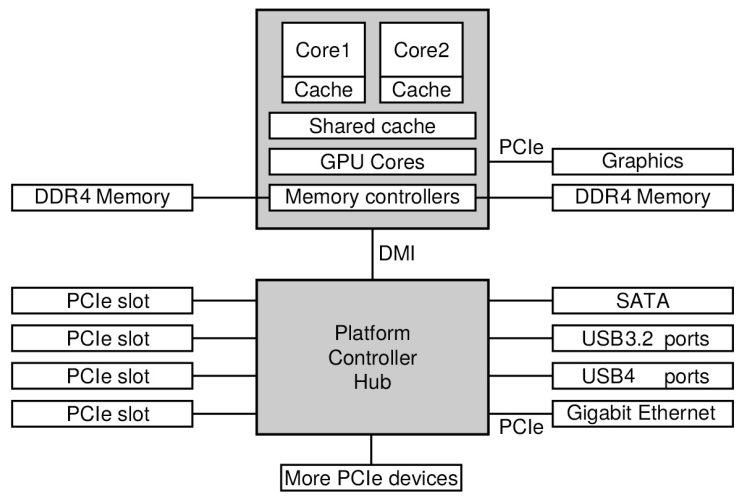 Core1 Core2
Cache Cache
Shared cache
PCIe
GPU Cores Graphics
DDR4 Memory Memory controllers DDR4 Memory
DMI
PCIe slot SATA
Platform
PCIe slot USB3.2 ports
Controller
PCIe slot USB4 ports
Hub
PCIe slot Gigabit Ethernet
PCIe
More PCIe devices